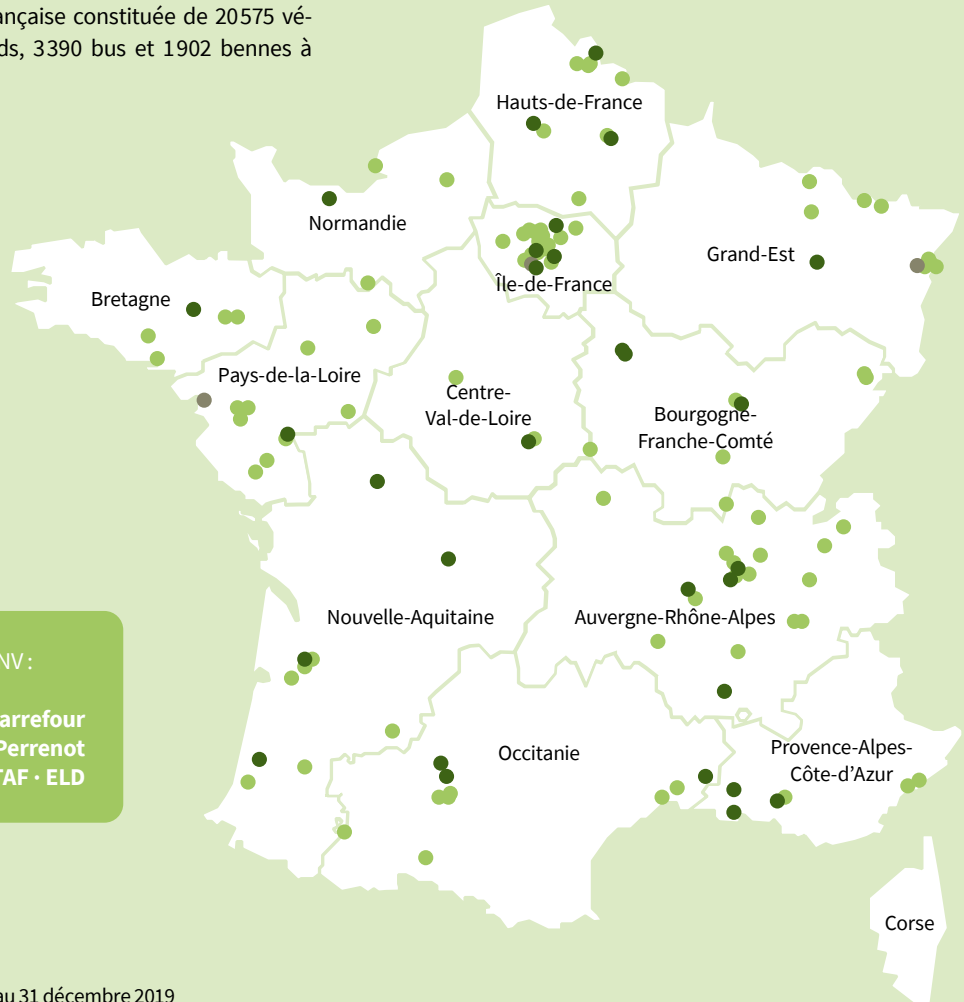 ançaise constituée de 20575 vé-
ds, 3390 bus et 1902 bennes à
Hauts-de-France
Normandie
Grand-Est
Île-de-France
Bretagne
Pays-de-la-Loire
Centre-
Val-de-Loire
Bourgogne-
Franche-Comté
Nouvelle-Aquitaine
Auvergne-Rhône-Alpes
NV :
arrefour
Perrenot
TAF · ELD
Occitanie
Provence-Alpes-
Côte-d’Azur
Corse
au 31 décembre 2019